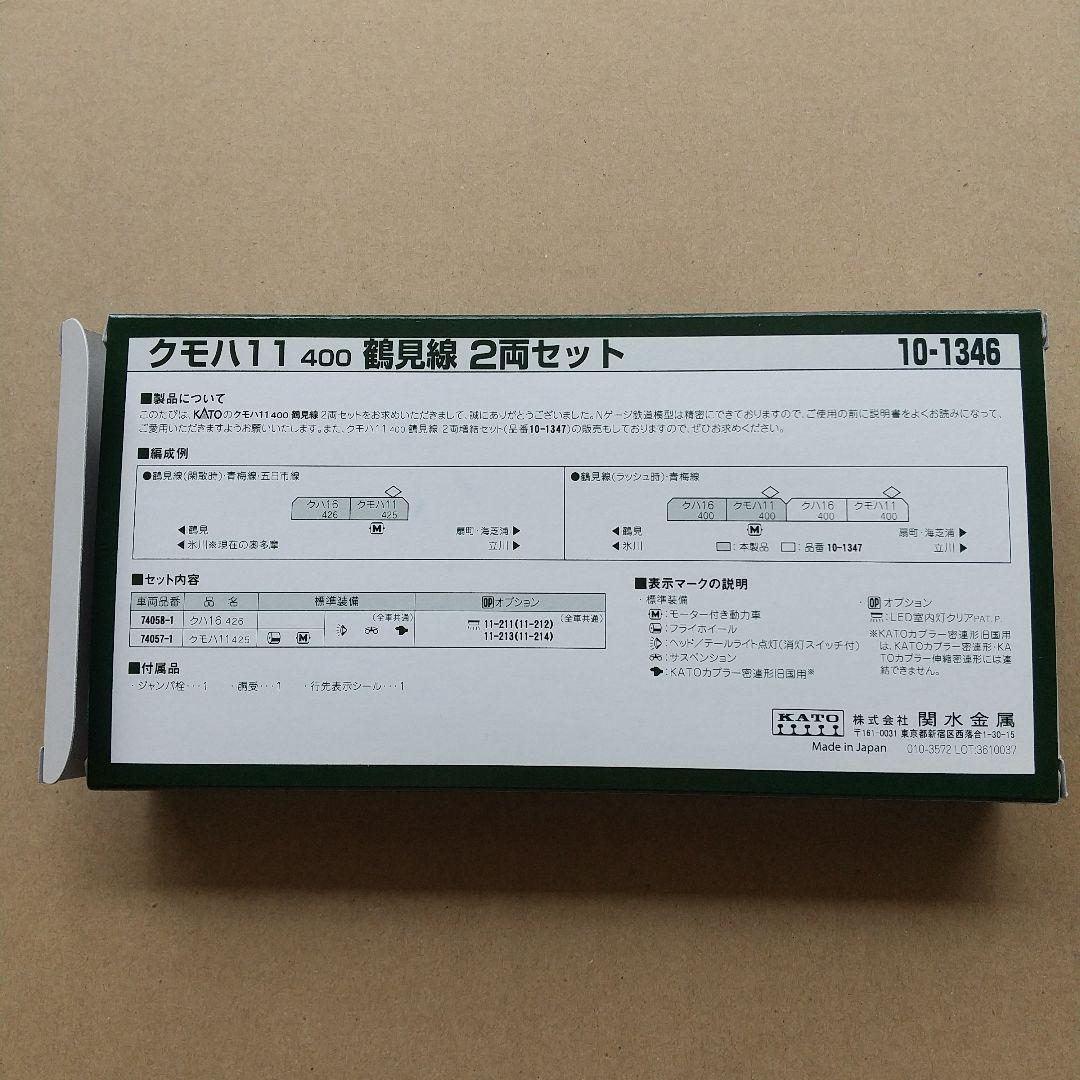 クモハ11 400 鶴見線 2両セット 10-1346
■製品について
このたびは、KATOのクモハ11 400 鶴見線 2両セットをお求めいただきまして、誠にありがとうございました。Nゲージ鉄道模型は精密にできておりますので、ご使用の前に説明書をよくお読みになって、
ご愛用いただきますようお願いいたします。また、クモハ11 400 鶴見線 2両増結セット(品番10-1347)の販売もしておりますので、ぜひお求めください。
■編成例
●鶴見線(閑散時)・青梅線・五日市線
クハ16 クモハ11
426 425
◀鶴見 M 扇町・海芝浦▶
◀氷川※現在の奥多摩 立川▶
●鶴見線(ラッシュ時)・青梅線
クハ16 クモハ11 クハ16 クモハ11
400 400 400 400
◀鶴見 M 扇町・海芝浦▶
◀氷川 :本製品 :品番10-1347 立川▶
■セット内容
車両品番 品 名 標準装備 OPオプション
74058-1 クハ16 426 (全車共通) 11-211(11-212) (全車共通)
74057-1 クモハ11 425 M 11-213(11-214)
■付属品
・ジャンパ栓・・・1 ・胴受・・・1 ・行先表示シール・・・1
■表示マークの説明
・標準装備
M:モーター付き動力車
:フライホイール
:ヘッド/テールライト点灯(消灯スイッチ付)
:サスペンション
:KATOカプラー密連形旧国用※
・OPオプション
:LED室内灯クリアPAT.P.
※KATOカプラー密連形旧国用
は、KATOカプラー密連形・KA
TOカプラー伸縮密連形には連
結できません。
KATO 株式会社 関水金属
〒161-0031 東京都新宿区西落合1-30-15
Made in Japan 010-3572 LOT:3610037